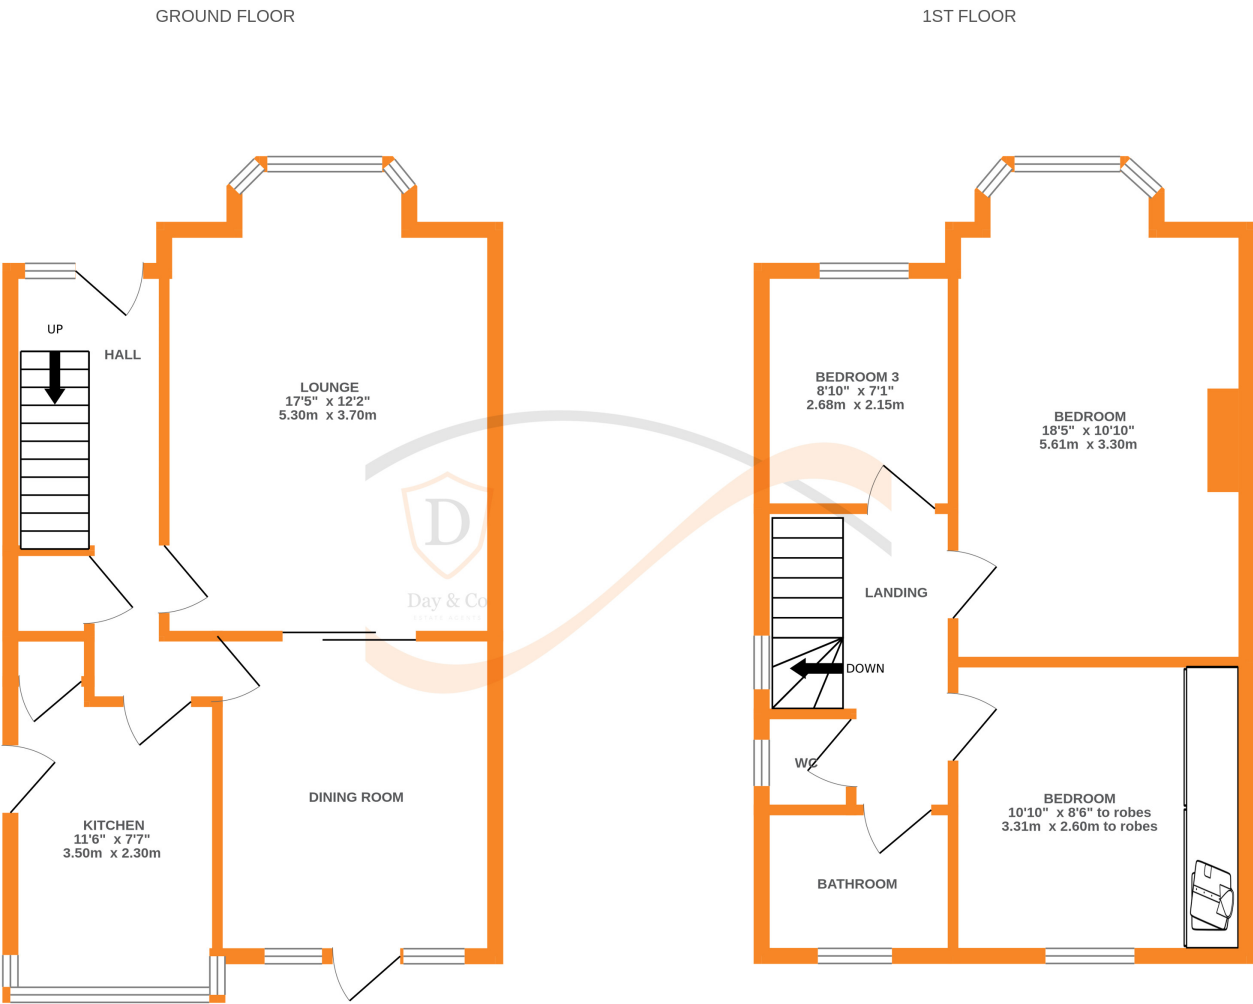 GROUND FLOOR
1ST FLOOR
UP
HALL
LOUNGE
17'5" x 12'2"
5.30m x 3.70m
BEDROOM 3
8'10" x 7'1"
2.68m x 2.15m
BEDROOM
18'5" x 10'10"
5.61m x 3.30m
D
Day & Co
ESTATE AGENTS
LANDING
DOWN
WC
DINING ROOM
KITCHEN
11'6" x 7'7"
3.50m x 2.30m
BEDROOM
10'10" x 8'6" to robes
3.31m x 2.60m to robes
BATHROOM